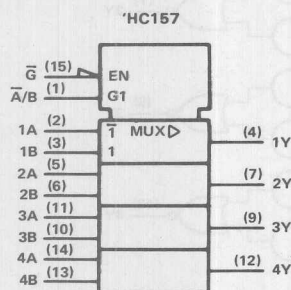 'HC157
G̅ (15) EN
A̅/B (1) G1
1A (2) 1̅ MUX▷ (4) 1Y
1B (3) 1
2A (5) (7) 2Y
2B (6)
3A (11) (9) 3Y
3B (10)
4A (14) (12) 4Y
4B (13)